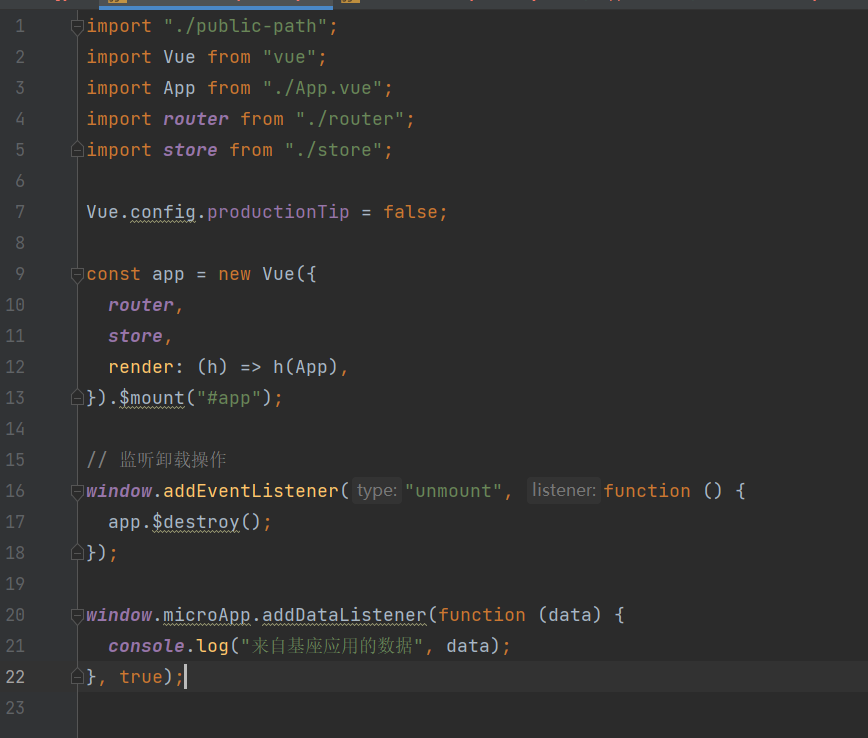 1 import "./public-path";
2 import Vue from "vue";
3 import App from "./App.vue";
4 import router from "./router";
5 import store from "./store";
6
7 Vue.config.productionTip = false;
8
9 const app = new Vue({
10 router,
11 store,
12 render: (h) => h(App),
13 }).$mount("#app");
14
15 // 监听卸载操作
16 window.addEventListener( type: "unmount", listener: function () {
17 app.$destroy();
18 });
19
20 window.microApp.addDataListener(function (data) {
21 console.log("来自基座应用的数据", data);
22 }, true);
23